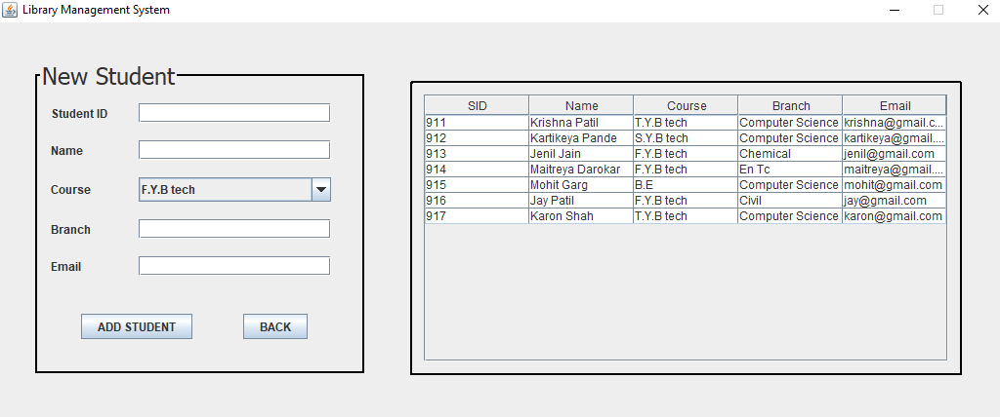 Library Management System
New Student
Student ID
Name
Course F.Y.B tech
Branch
Email
ADD STUDENT BACK
SID Name Course Branch Email
911 Krishna Patil T.Y.B tech Computer Science krishna@gmail.c...
912 Kartikeya Pande S.Y.B tech Computer Science kartikeya@gmail....
913 Jenil Jain F.Y.B tech Chemical jenil@gmail.com
914 Maitreya Darokar F.Y.B tech En Tc maitreya@gmail....
915 Mohit Garg B.E Computer Science mohit@gmail.com
916 Jay Patil F.Y.B tech Civil jay@gmail.com
917 Karon Shah T.Y.B tech Computer Science karon@gmail.com